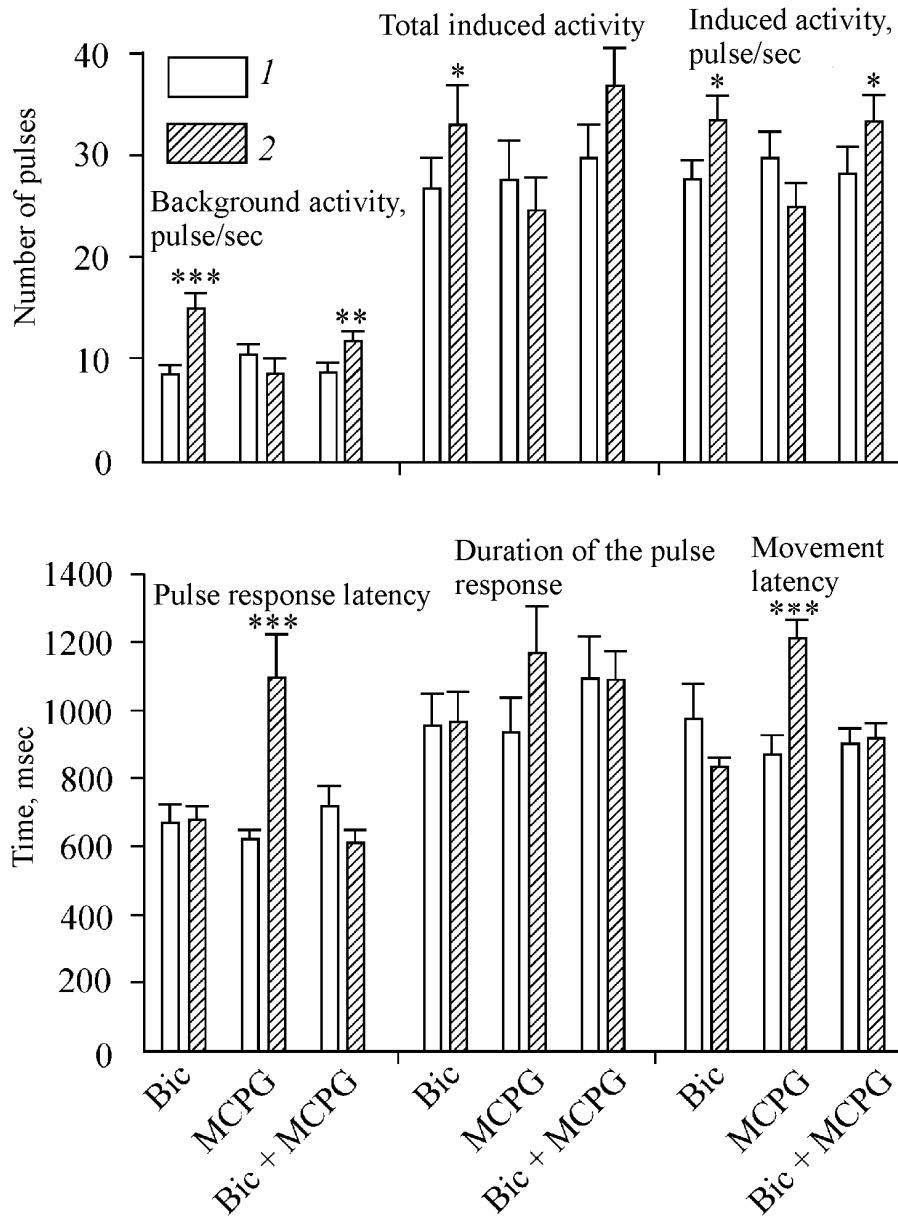 Total induced activity
Induced activity,
pulse/sec
40
1
*
*
*
30
2
Number of pulses
Background activity,
pulse/sec
20
***
**
10
0
Duration of the pulse
response
Movement
latency
1400
Pulse response latency
***
***
1200
1000
800
Time, msec
600
400
200
0
Bic
MCPG
Bic + MCPG
Bic
MCPG
Bic + MCPG
Bic
MCPG
Bic + MCPG